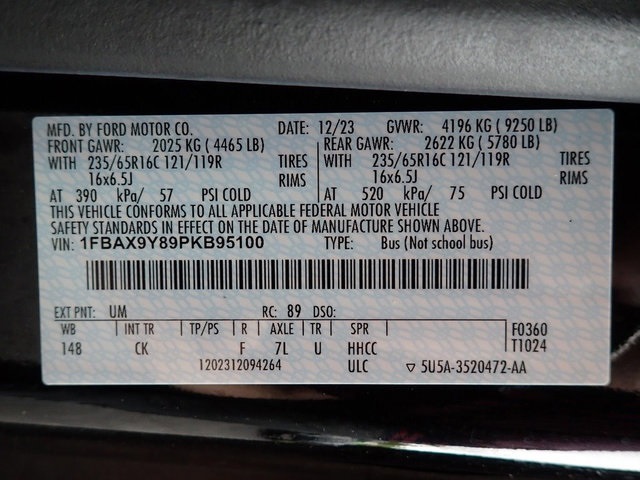 MFD. BY FORD MOTOR CO. DATE: 12/23 GVWR: 4196 KG ( 9250 LB)
FRONT GAWR: 2025 KG ( 4465 LB) REAR GAWR: 2622 KG ( 5780 LB)
WITH 235/65R16C 121/119R TIRES WITH 235/65R16C 121/119R TIRES
16x6.5J RIMS 16x6.5J RIMS
AT 390 kPa/ 57 PSI COLD AT 520 kPa/ 75 PSI COLD
THIS VEHICLE CONFORMS TO ALL APPLICABLE FEDERAL MOTOR VEHICLE
SAFETY STANDARDS IN EFFECT ON THE DATE OF MANUFACTURE SHOWN ABOVE.
VIN: 1FBAX9Y89PKB95100 TYPE: Bus (Not school bus)
EXT PNT: UM RC: 89 DSO:
WB INT TR TP/PS R AXLE TR SPR F0360
148 CK F 7L U HHCC T1024
1202312094264 ULC ▽ 5U5A-3520472-AA